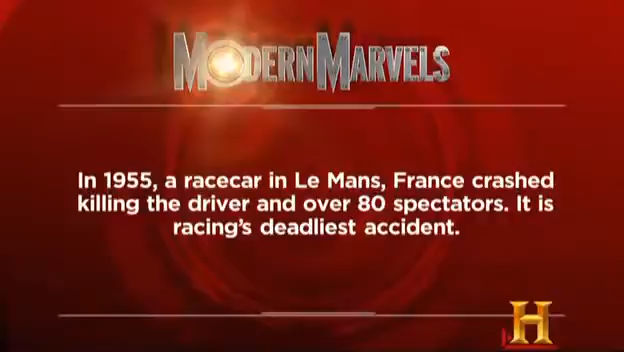 MODERN MARVELS
In 1955, a racecar in Le Mans, France crashed
killing the driver and over 80 spectators. It is
racing's deadliest accident.
H